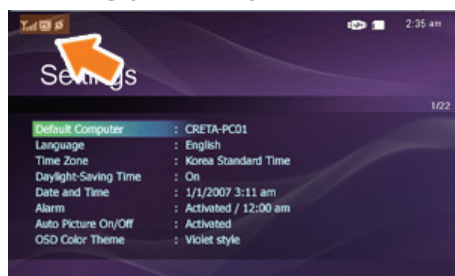 2:35 am
Settings
1/22
Default Computer : CRETA-PC01
Language : English
Time Zone : Korea Standard Time
Daylight-Saving Time : On
Date and Time : 1/1/2007 3:11 am
Alarm : Activated / 12:00 am
Auto Picture On/Off : Activated
OSD Color Theme : Violet style